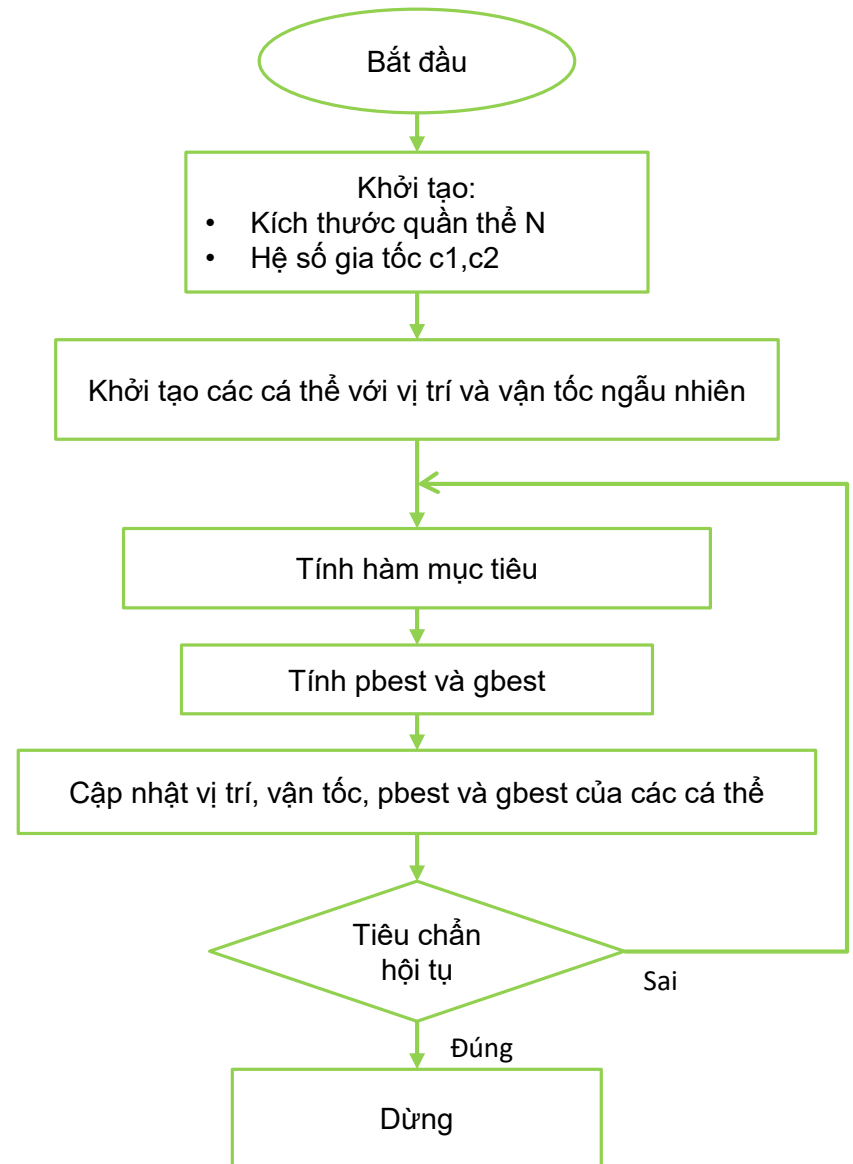 Bắt đầu
Khởi tạo:
• Kích thước quần thể N
• Hệ số gia tốc c1,c2
Khởi tạo các cá thể với vị trí và vận tốc ngẫu nhiên
Tính hàm mục tiêu
Tính pbest và gbest
Cập nhật vị trí, vận tốc, pbest và gbest của các cá thể
Tiêu chẩn
hội tụ
Sai
Đúng
Dừng